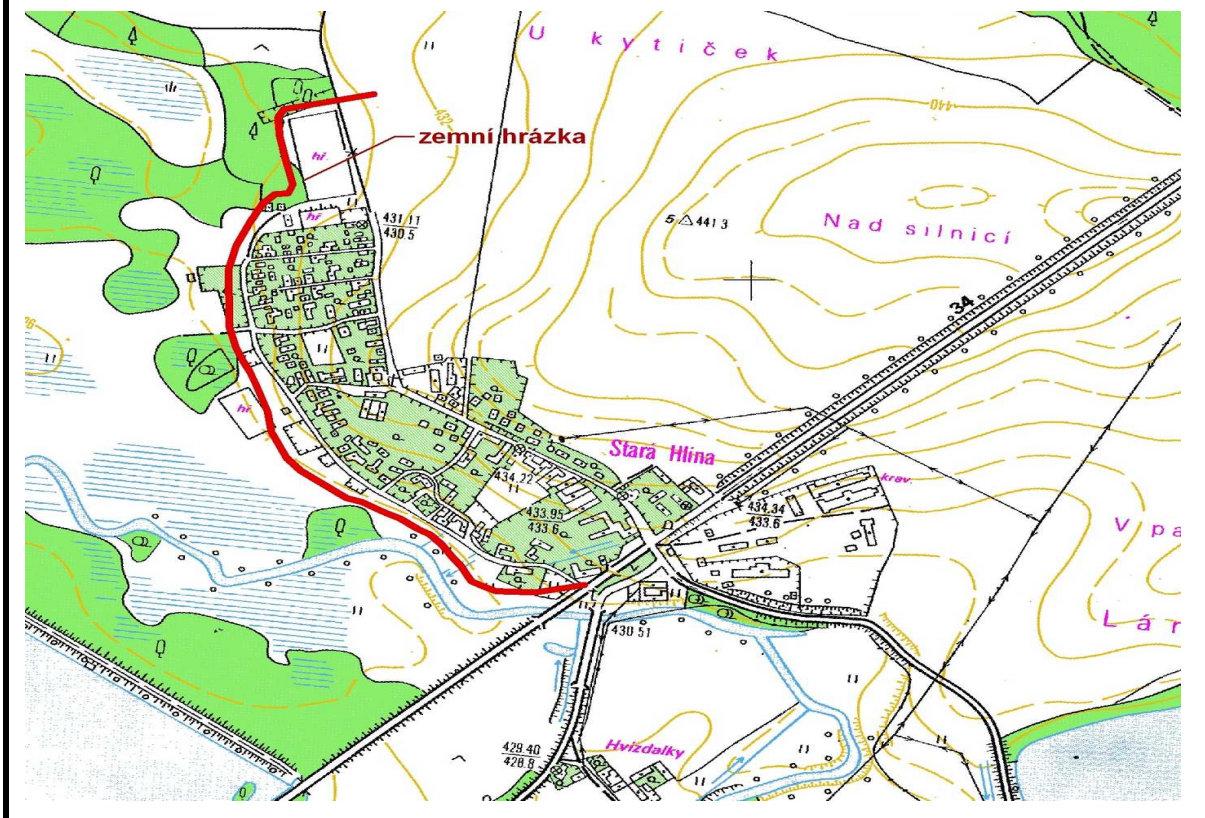 U kytiček
432
440
zemní hrázka
hř.
hř
431.11
430.5
5 441.3
Nad silnicí
34
hř
Stará Hlína
434.22
433.95
433.6
krav.
434.34
433.6
V pa
Lár
430 51
Hvízdalky
429.40
428.8